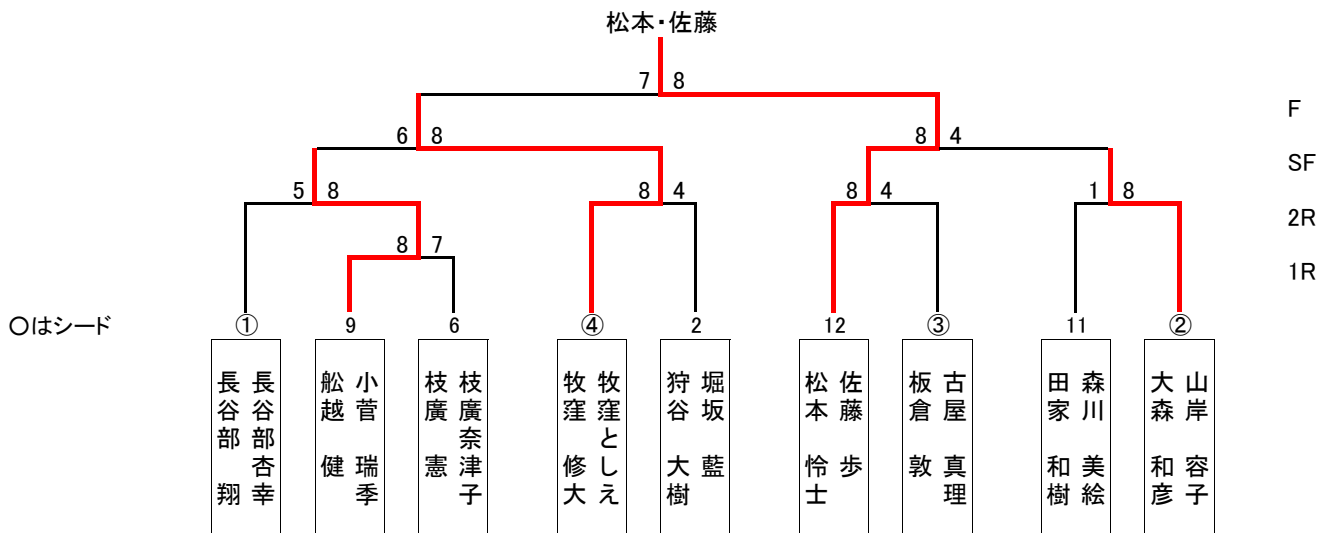 松本・佐藤
7 8
F
6 8
8 4
SF
5 8
8 4
8 4
1 8
2R
8 7
1R
○はシード
① 9 6 ④ 2 12 ③ 11 ②
長谷部 翔
長谷部杏幸
舩越 健
小菅 瑞季
枝廣 憲
枝廣奈津子
牧窪 修大
牧窪としえ
狩谷 大樹
堀坂 藍
松本 怜士
佐藤 歩
板倉 敦
古屋 真理
田家 和樹
森川 美絵
大森 和彦
山岸 容子